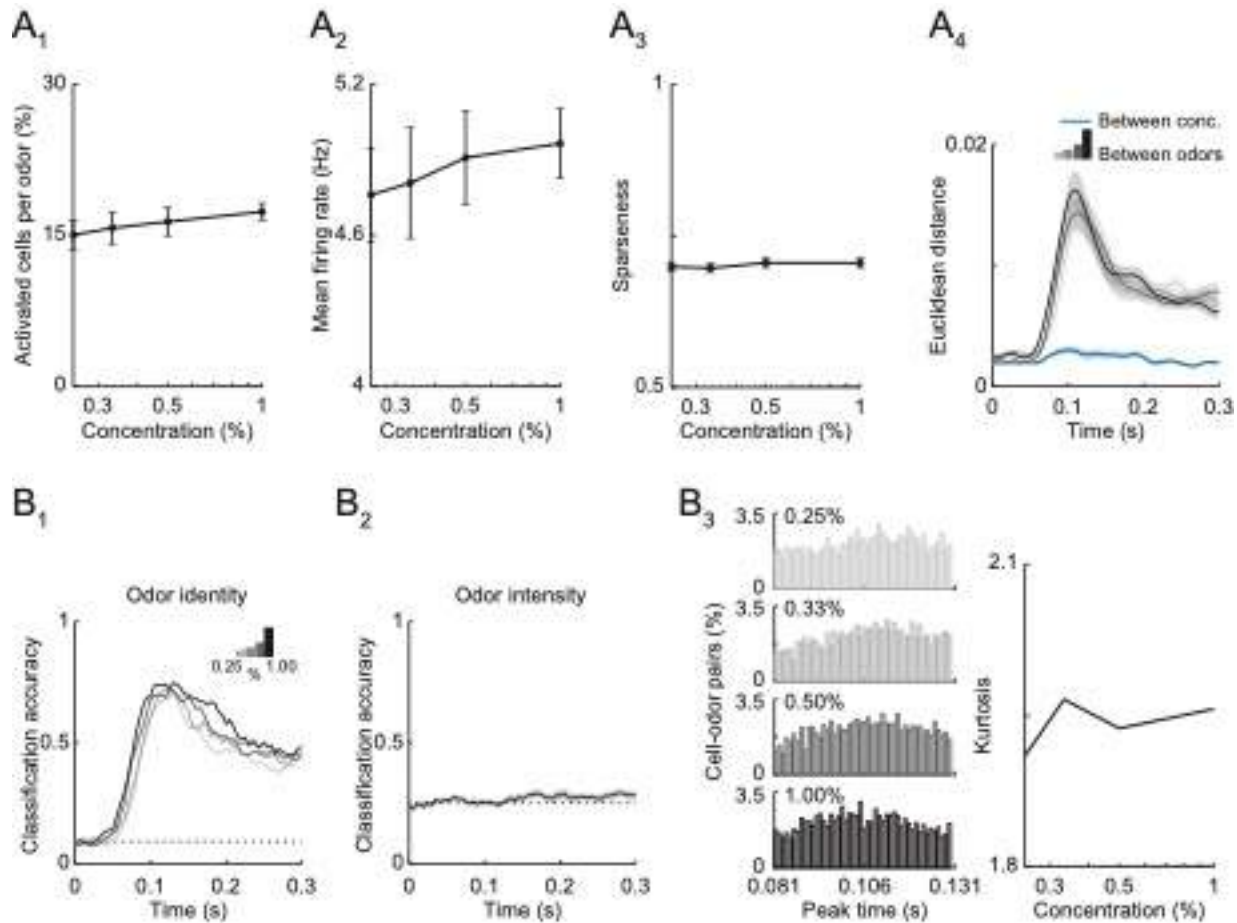 A1
30
15
0
Activated cells per odor (%)
0.3 0.5 1
Concentration (%)
A2
5.2
4.6
4
Mean firing rate (Hz)
0.3 0.5 1
Concentration (%)
A3
1
0.5
Sparseness
0.3 0.5 1
Concentration (%)
A4
Between conc.
Between odors
0.02
0
Euclidean distance
0 0.1 0.2 0.3
Time (s)
B1
Odor identity
1
0.5
0
Classification accuracy
0.25 % 1.00
0 0.1 0.2 0.3
Time (s)
B2
Odor intensity
1
0.5
0
Classification accuracy
0 0.1 0.2 0.3
Time (s)
B3
3.5
0.25%
0
3.5
0.33%
0
3.5
0.50%
0
3.5
1.00%
0
Cell-odor pairs (%)
0.081 0.106 0.131
Peak time (s)
2.1
1.8
Kurtosis
0.3 0.5 1
Concentration (%)